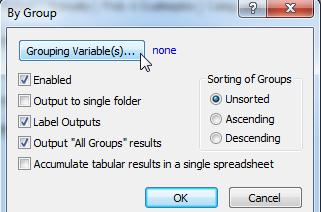 By Group
Grouping Variable(s)... none
Enabled
Output to single folder
Label Outputs
Output "All Groups" results
Accumulate tabular results in a single spreadsheet
Sorting of Groups
Unsorted
Ascending
Descending
OK Cancel